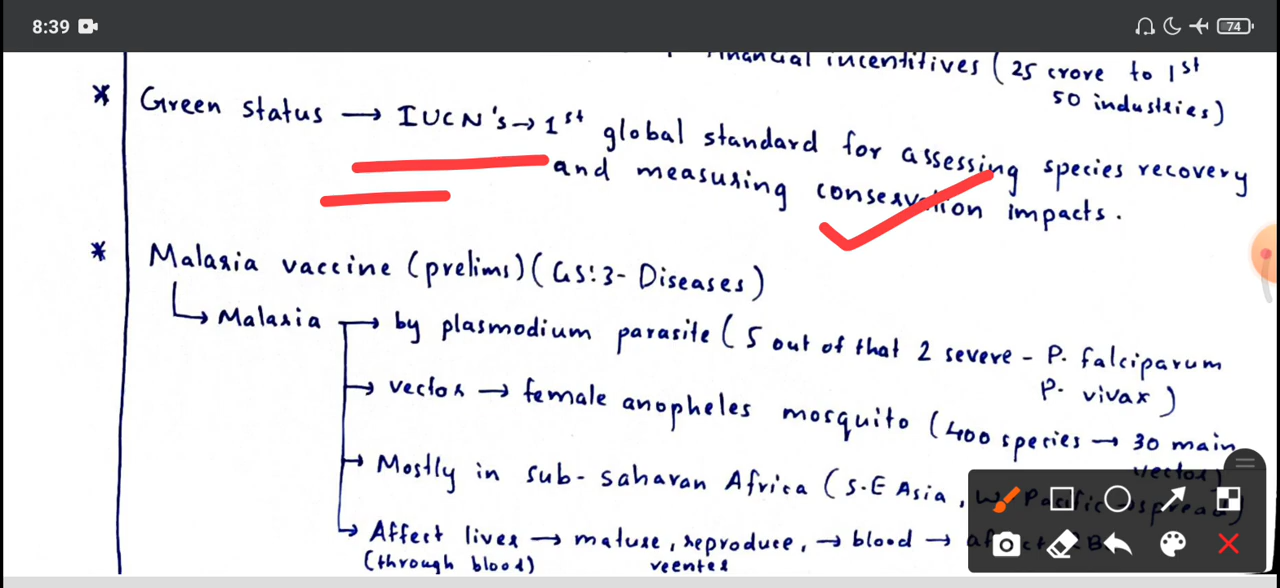 8:39
74
Financial incentitives (25 crore to 1st
50 industries)
* Green status → IUCN's → 1st global standard for assessing species recovery
and measuring conservation impacts.
* Malaria vaccine (prelims) (GS:3- Diseases)
Malaria → by plasmodium parasite (5 out of that 2 severe - P. falciparum
P. vivax)
→ vector → female anopheles mosquito (400 species → 30 main
vector)
→ Mostly in sub-saharan Africa (S.E Asia, W. Pacific → spread)
→ Affect liver → mature, reproduce, → blood →
(through blood)